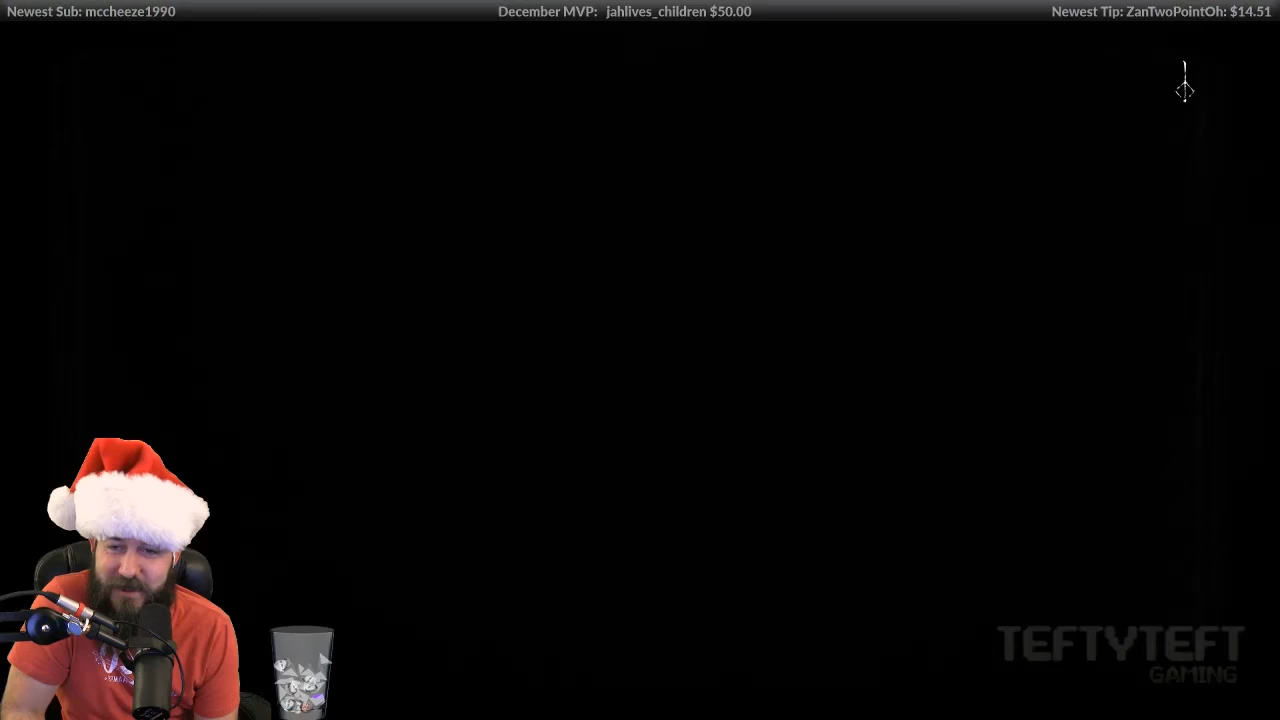 Newest Sub: mccheeze1990
December MVP: jahlives_children $50.00
Newest Tip: ZanTwoPointOh: $14.51
TEFTYTEFT
GAMING